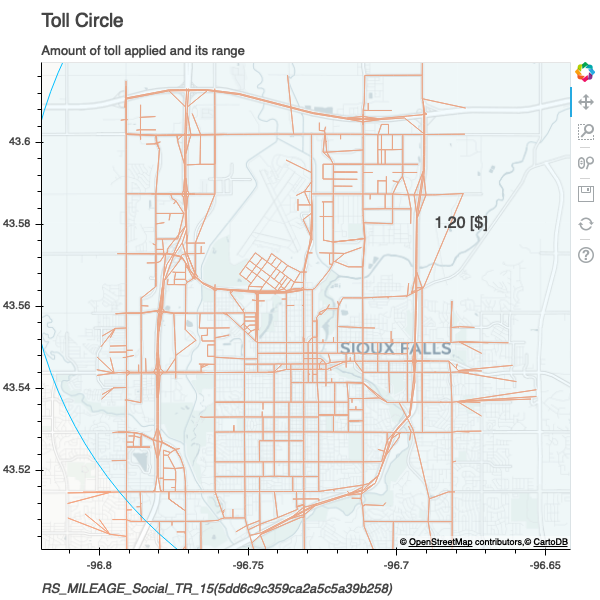 Toll Circle
Amount of toll applied and its range
43.6
43.58
1.20 [$]
43.56
SIOUX FALLS
43.54
43.52
© OpenStreetMap contributors,© CartoDB
-96.8
-96.75
-96.7
-96.65
RS_MILEAGE_Social_TR_15(5dd6c9c359ca2a5c5a39b258)